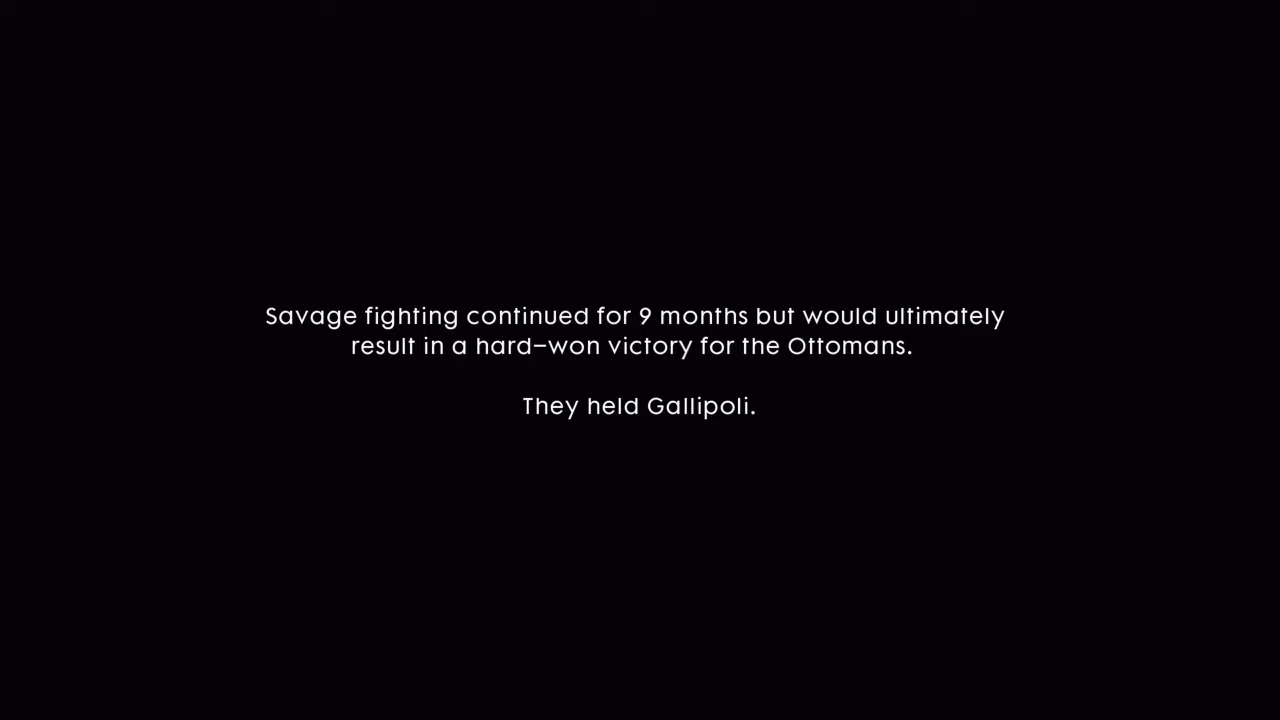 Savage fighting continued for 9 months but would ultimately
result in a hard–won victory for the Ottomans.
They held Gallipoli.